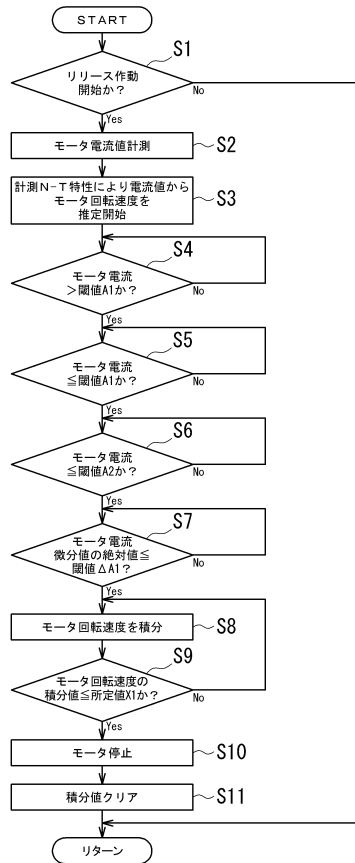 START
S1
リリース作動
開始か？
No
Yes
モータ電流値計測
S2
計測N-T特性により電流値から
モータ回転速度を
推定開始
S3
S4
モータ電流
＞閾値A1か？
No
Yes
S5
モータ電流
≦閾値A1か？
No
Yes
S6
モータ電流
≦閾値A2か？
No
Yes
S7
モータ電流
微分値の絶対値≦
閾値ΔA1？
No
Yes
モータ回転速度を積分
S8
S9
モータ回転速度の
積分値≦所定値X1か？
No
Yes
モータ停止
S10
積分値クリア
S11
リターン